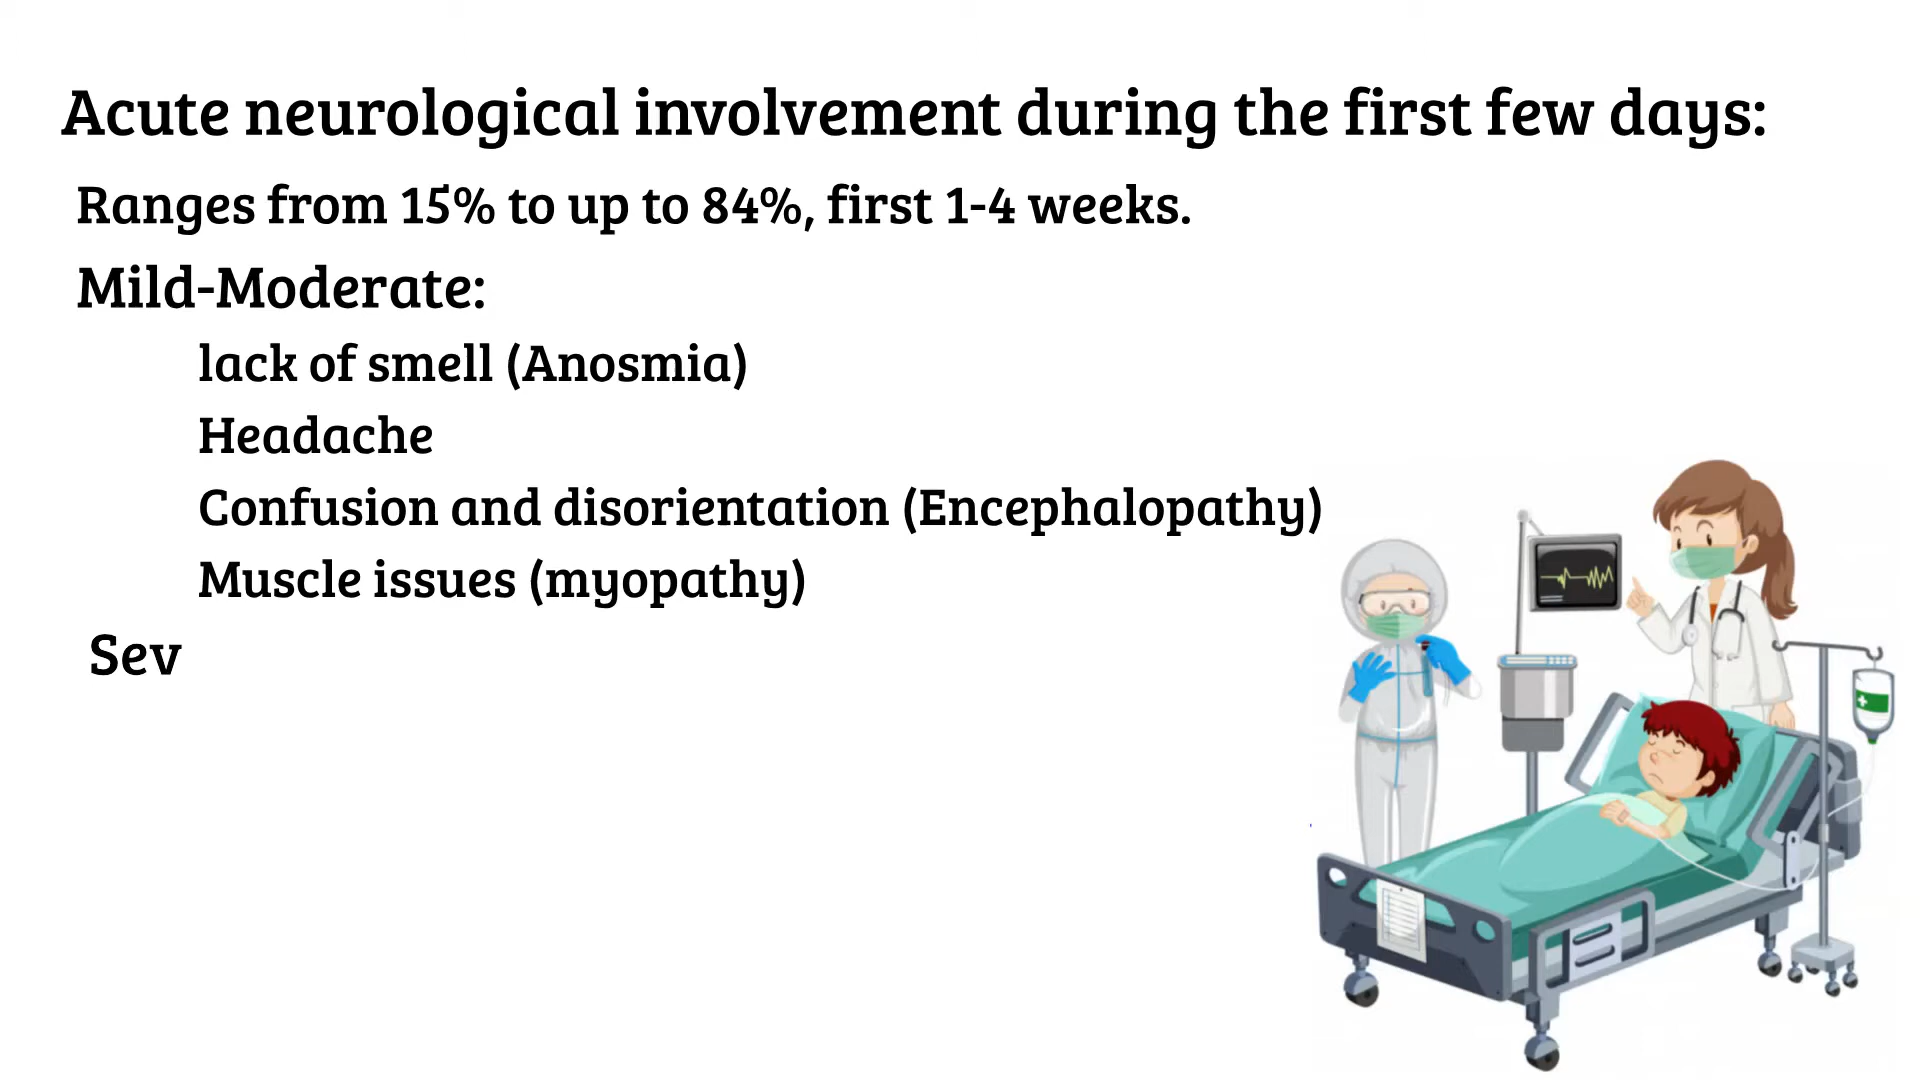 Acute neurological involvement during the first few days:
Ranges from 15% to up to 84%, first 1-4 weeks.
Mild-Moderate:
lack of smell (Anosmia)
Headache
Confusion and disorientation (Encephalopathy)
Muscle issues (myopathy)
Sev